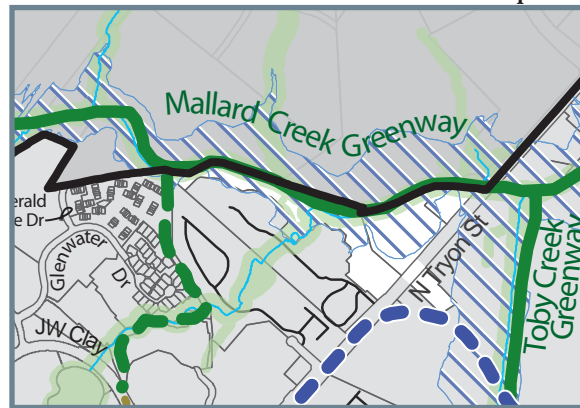 Mallard Creek Greenway
erald
e Dr
Glenwater
Dr
JW Clay
N Tryon St
Toby Creek
Greenway